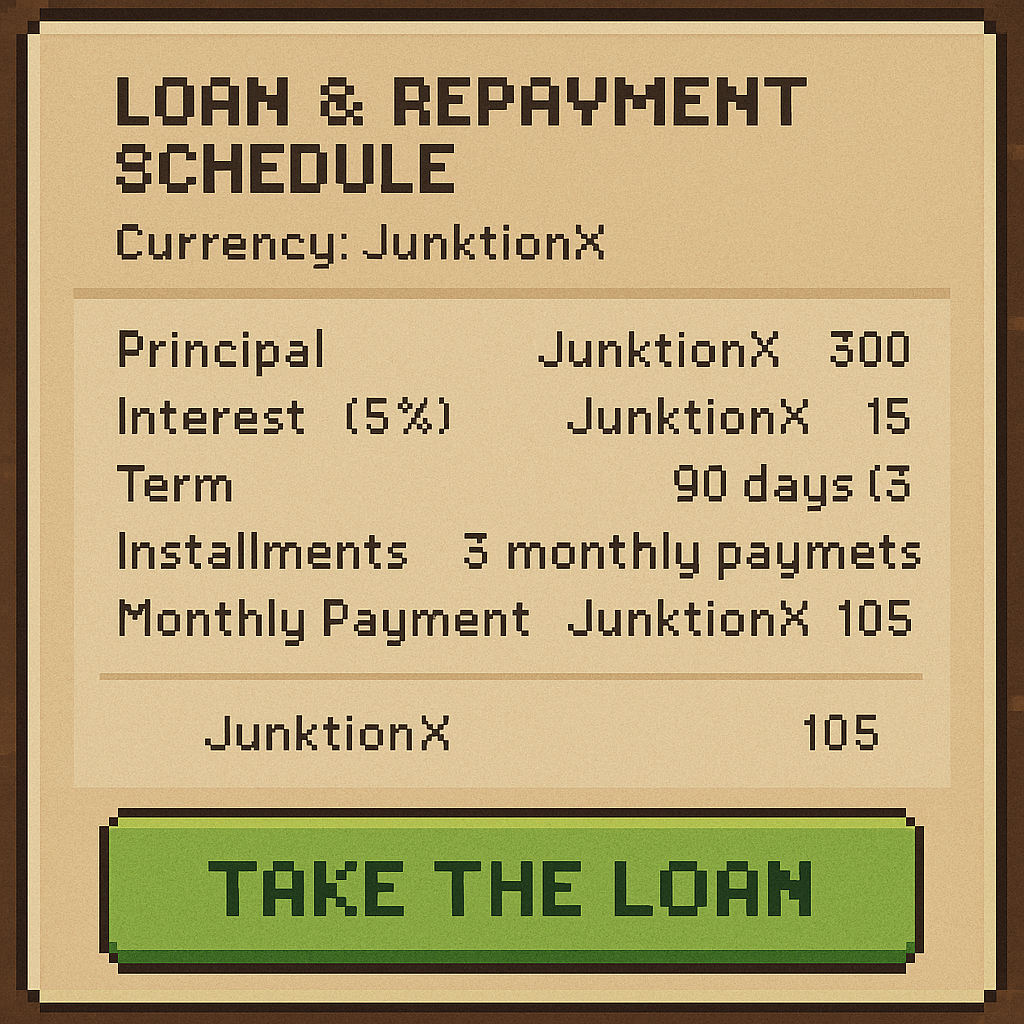 LOAN & REPAYMENT
SCHEDULE
Currency: JunktionX
Principal JunktionX 300
Interest (5%) JunktionX 15
Term 90 days (3
Installments 3 monthly paymets
Monthly Payment JunktionX 105
JunktionX 105
TAKE THE LOAN